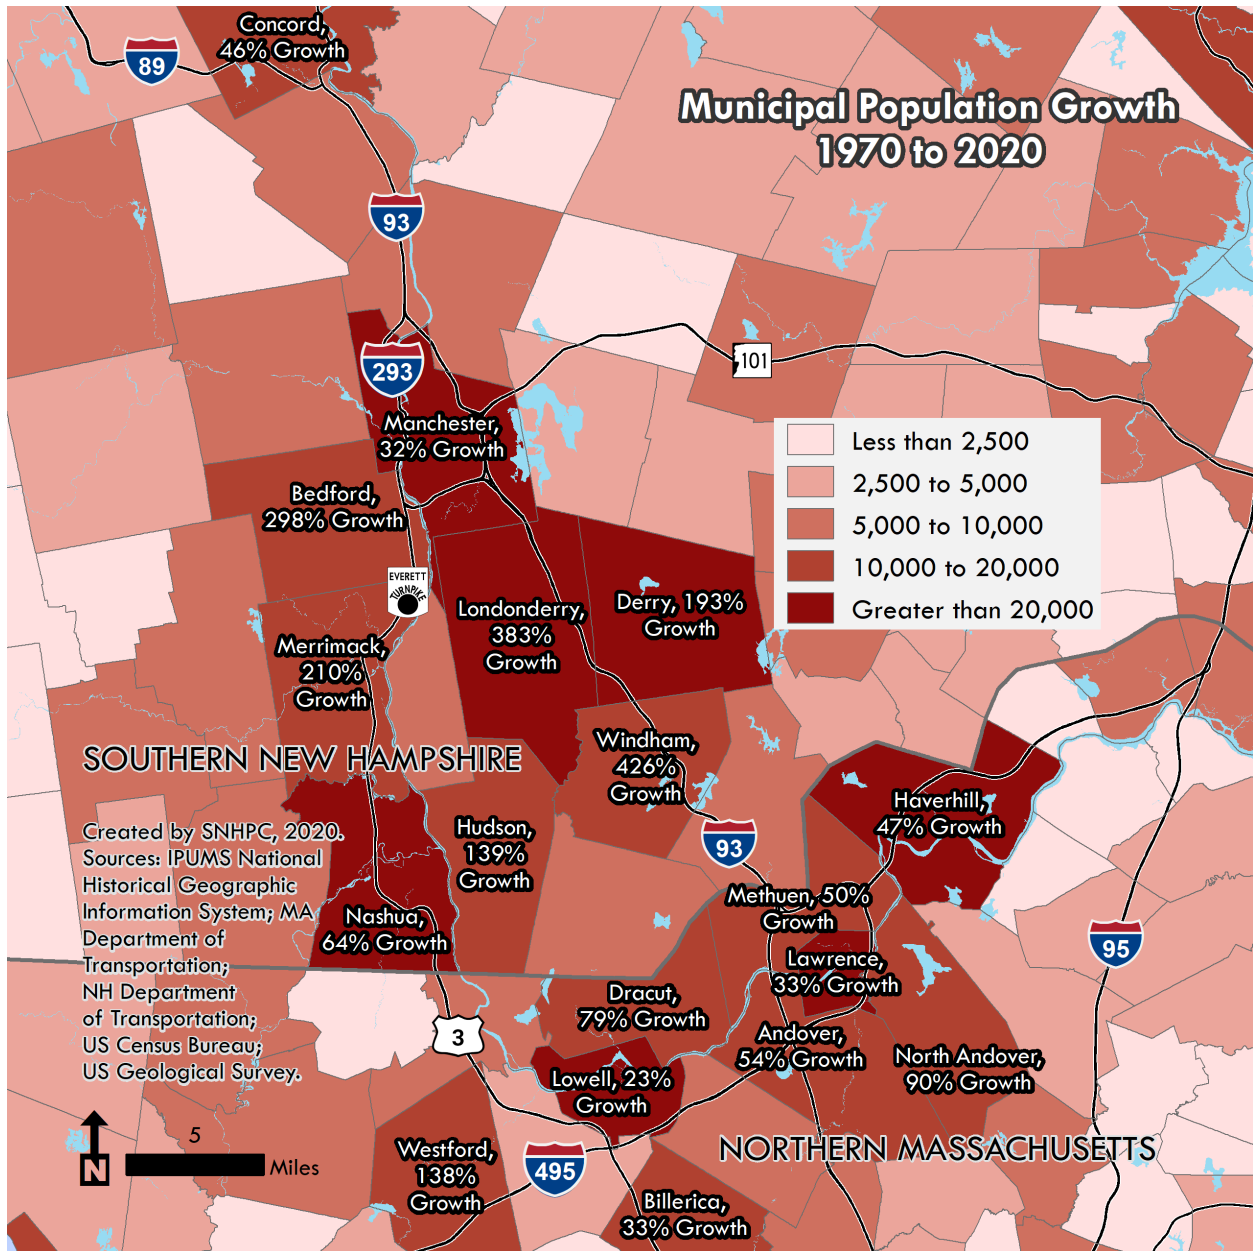 Concord,
46% Growth
89
Municipal Population Growth
1970 to 2020
93
101
293
Manchester,
32% Growth
Less than 2,500
2,500 to 5,000
5,000 to 10,000
10,000 to 20,000
Greater than 20,000
Bedford,
298% Growth
EVERETT
TURNPIKE
Londonderry,
383%
Growth
Derry, 193%
Growth
Merrimack,
210%
Growth
SOUTHERN NEW HAMPSHIRE
Windham,
426%
Growth
Haverhill,
47% Growth
93
Hudson,
139%
Growth
Created by SNHPC, 2020.
Sources: IPUMS National
Historical Geographic
Information System; MA
Department of
Transportation;
NH Department
of Transportation;
US Census Bureau;
US Geological Survey.
Nashua,
64% Growth
Methuen, 50%
Growth
95
Lawrence,
33% Growth
Dracut,
79% Growth
3
Andover,
54% Growth
North Andover,
90% Growth
Lowell, 23%
Growth
5
Miles
N
Westford,
138%
Growth
495
NORTHERN MASSACHUSETTS
Billerica,
33% Growth